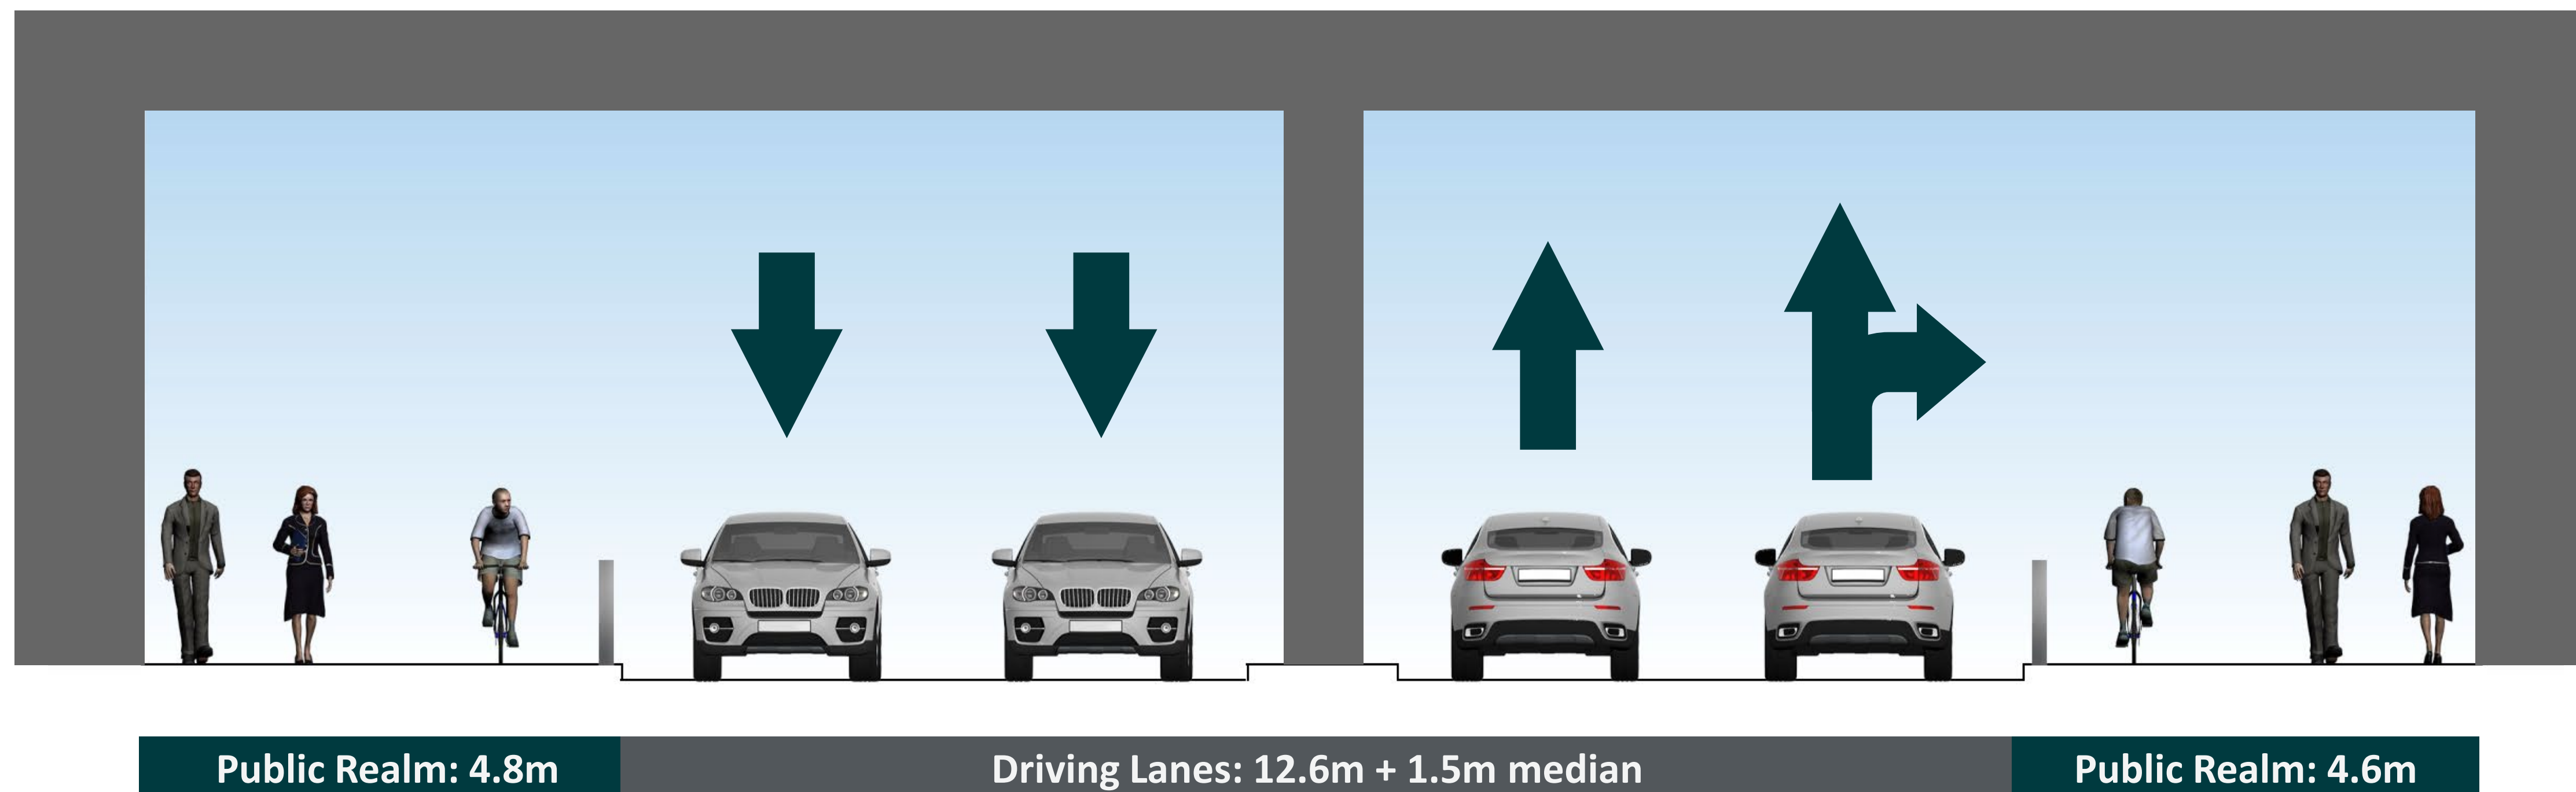 Public Realm: 4.8m
Driving Lanes: 12.6m + 1.5m median
Public Realm: 4.6m